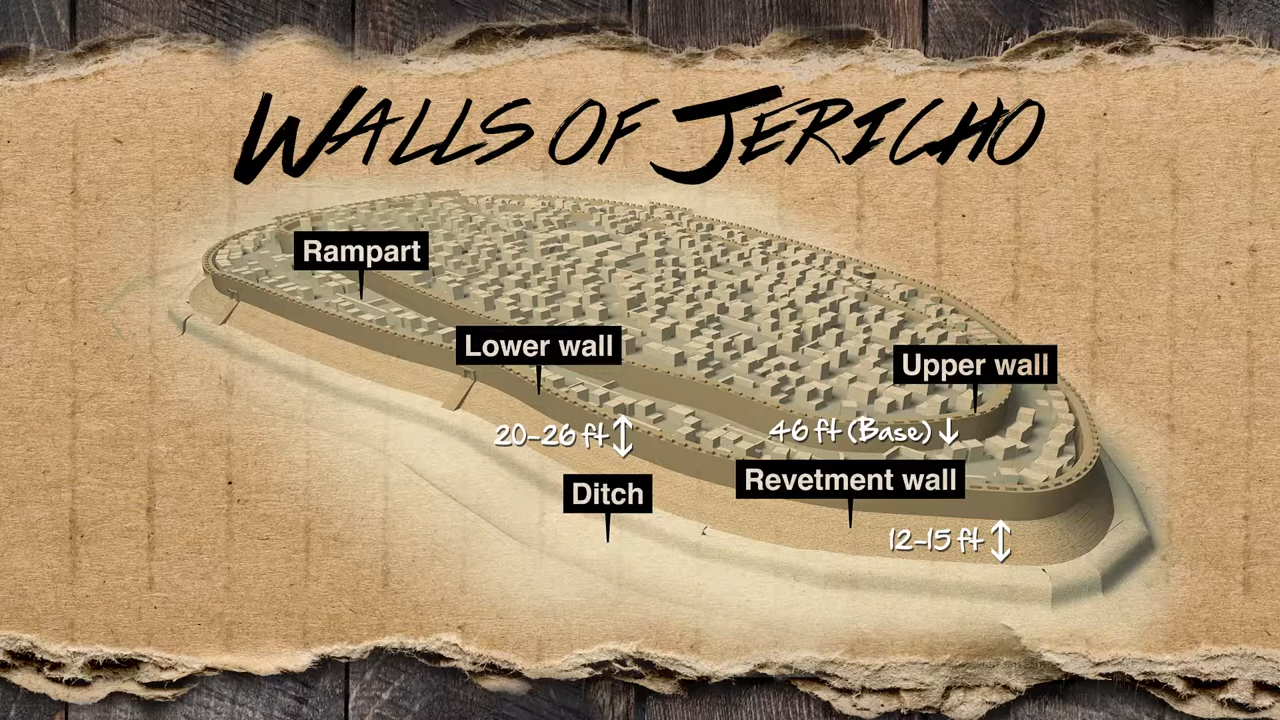 WALLS OF JERICHO
Rampart
Lower wall
Upper wall
20-26 ft
46 ft (Base)
Revetment wall
Ditch
12-15 ft